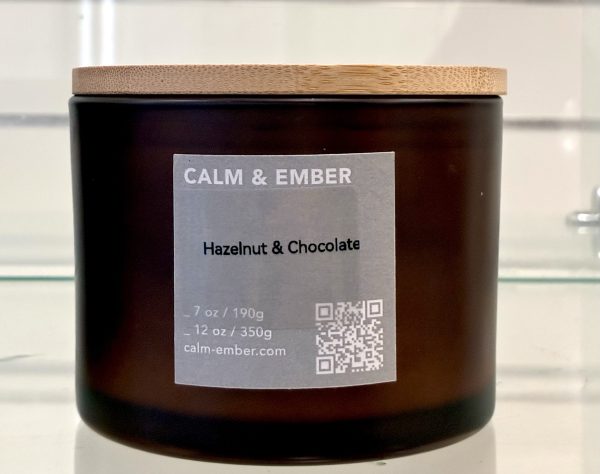 CALM & EMBER
Hazelnut & Chocolate
_ 7 oz / 190g
_ 12 oz / 350g
calm-ember.com